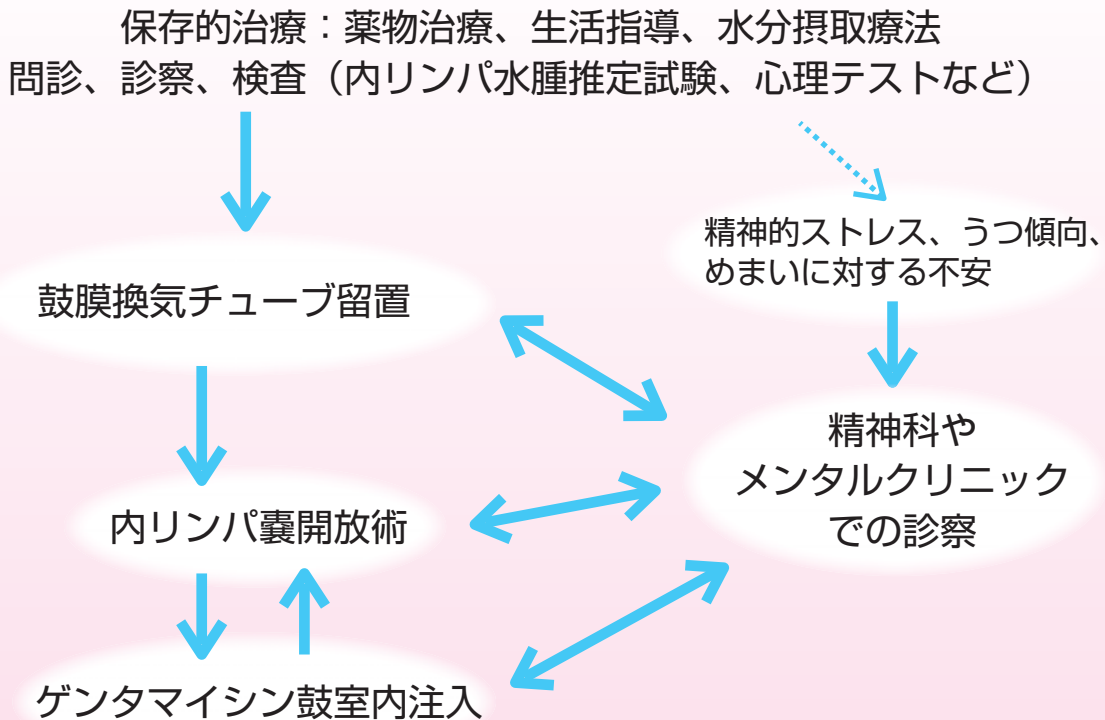 保存的治療：薬物治療、生活指導、水分摂取療法
問診、診察、検査（内リンパ水腫推定試験、心理テストなど）
精神的ストレス、うつ傾向、
めまいに対する不安
鼓膜換気チューブ留置
精神科や
メンタルクリニック
での診察
内リンパ嚢開放術
ゲンタマイシン鼓室内注入